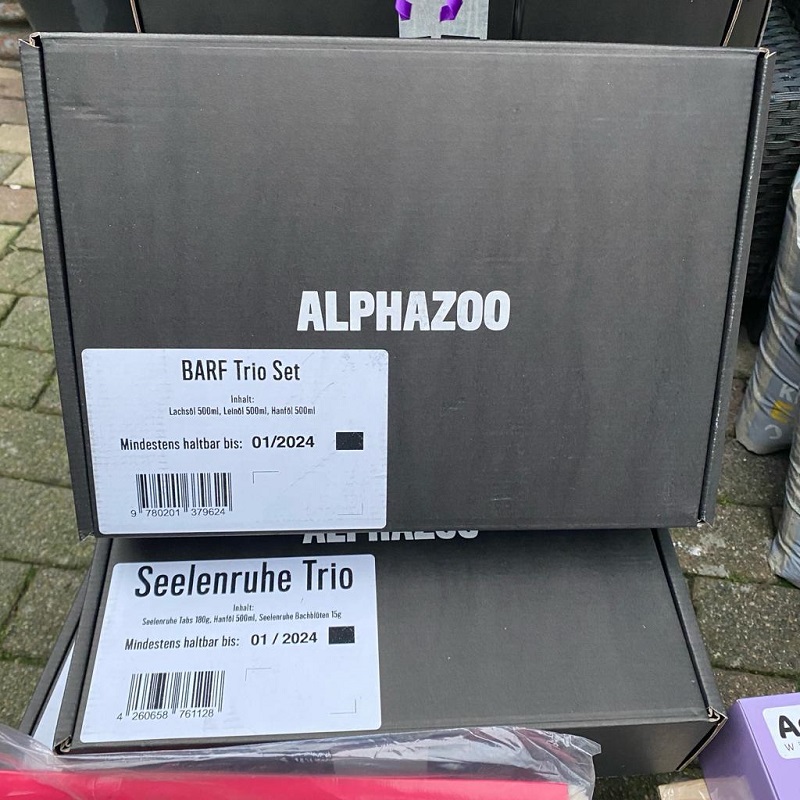 ALPHAZOO
BARF Trio Set
Inhalt:
Lachsöl 500ml, Leinöl 500ml, Hanföl 500ml
Mindestens haltbar bis: 01/2024
9 780201 379624
ALPHAZOO
Seelenruhe Trio
Inhalt:
Seelenruhe Tabs 180g, Hanföl 500ml, Seelenruhe Bachblüten 15g
Mindestens haltbar bis: 01 / 2024
4 260658 761128